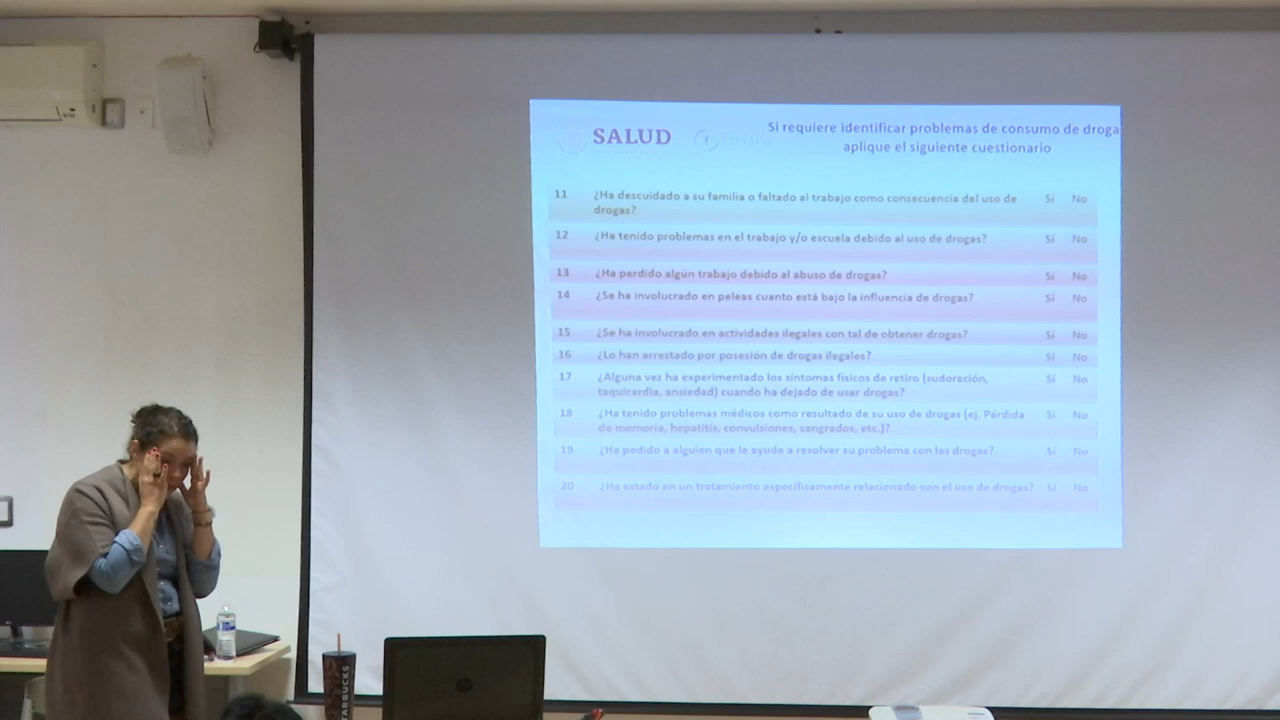 SALUD
CONADIC
Si requiere identificar problemas de consumo de droga
aplique el siguiente cuestionario
11 ¿Ha descuidado a su familia o faltado al trabajo como consecuencia del uso de Sí No
drogas?
12 ¿Ha tenido problemas en el trabajo y/o escuela debido al uso de drogas? Sí No
13 ¿Ha perdido algún trabajo debido al abuso de drogas? Sí No
14 ¿Se ha involucrado en peleas cuanto está bajo la influencia de drogas? Sí No
15 ¿Se ha involucrado en actividades ilegales con tal de obtener drogas? Sí No
16 ¿Lo han arrestado por posesión de drogas ilegales? Sí No
17 ¿Alguna vez ha experimentado los síntomas físicos de retiro (sudoración, Sí No
taquicardia, ansiedad) cuando ha dejado de usar drogas?
18 ¿Ha tenido problemas médicos como resultado de su uso de drogas (ej. Pérdida Sí No
de memoria, hepatitis, convulsiones, sangrados, etc.)?
19 ¿Ha pedido a alguien que le ayude a resolver su problema con las drogas? Sí No
20 ¿Ha estado en un tratamiento específicamente relacionado con el uso de drogas? Sí No
STARBUCKS